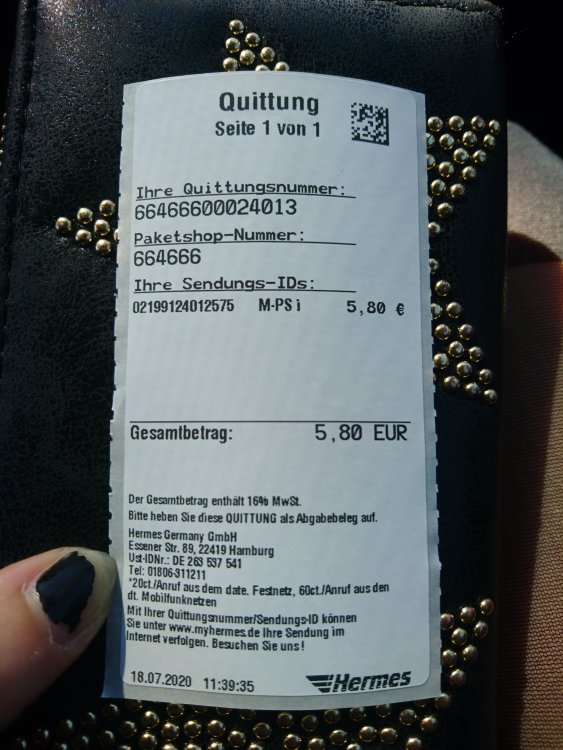 Quittung
Seite 1 von 1
Ihre Quittungsnummer:
66466600024013
Paketshop-Nummer:
664666
Ihre Sendungs-IDs:
02199124012575 M-PS i 5,80 €
Gesamtbetrag: 5,80 EUR
Der Gesamtbetrag enthält 16% MwSt.
Bitte heben Sie diese QUITTUNG als Abgabebeleg auf.
Hermes Germany GmbH
Essener Str. 89, 22419 Hamburg
Ust-IDNr.: DE 263 537 541
Tel: 01806-311211
*20ct./Anruf aus dem date. Festnetz, 60ct./Anruf aus den
dt. Mobilfunknetzen
Mit Ihrer Quittungsnummer/Sendungs-ID können
Sie unter www.myhermes.de Ihre Sendung im
Internet verfolgen. Besuchen Sie uns!
18.07.2020 11:39:35 Hermes